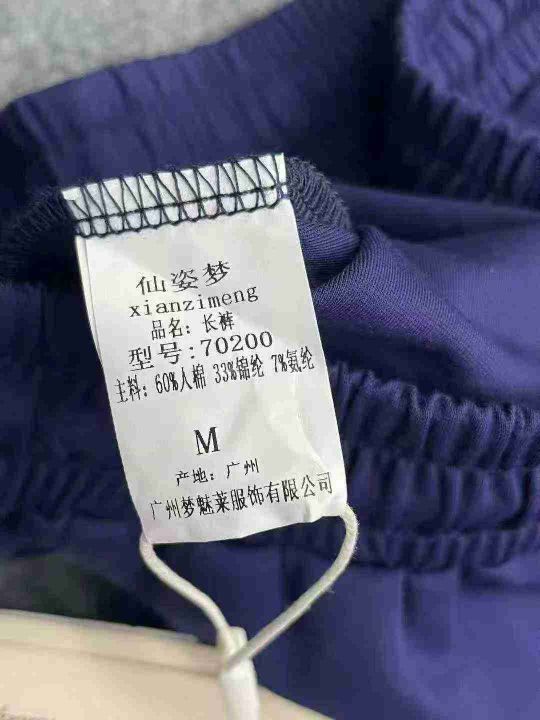 仙姿梦
xianzimeng
品名: 长裤
型号:70200
主料: 60%人棉 33%锦纶 7%氨纶
M
产地: 广州
广州梦魅莱服饰有限公司